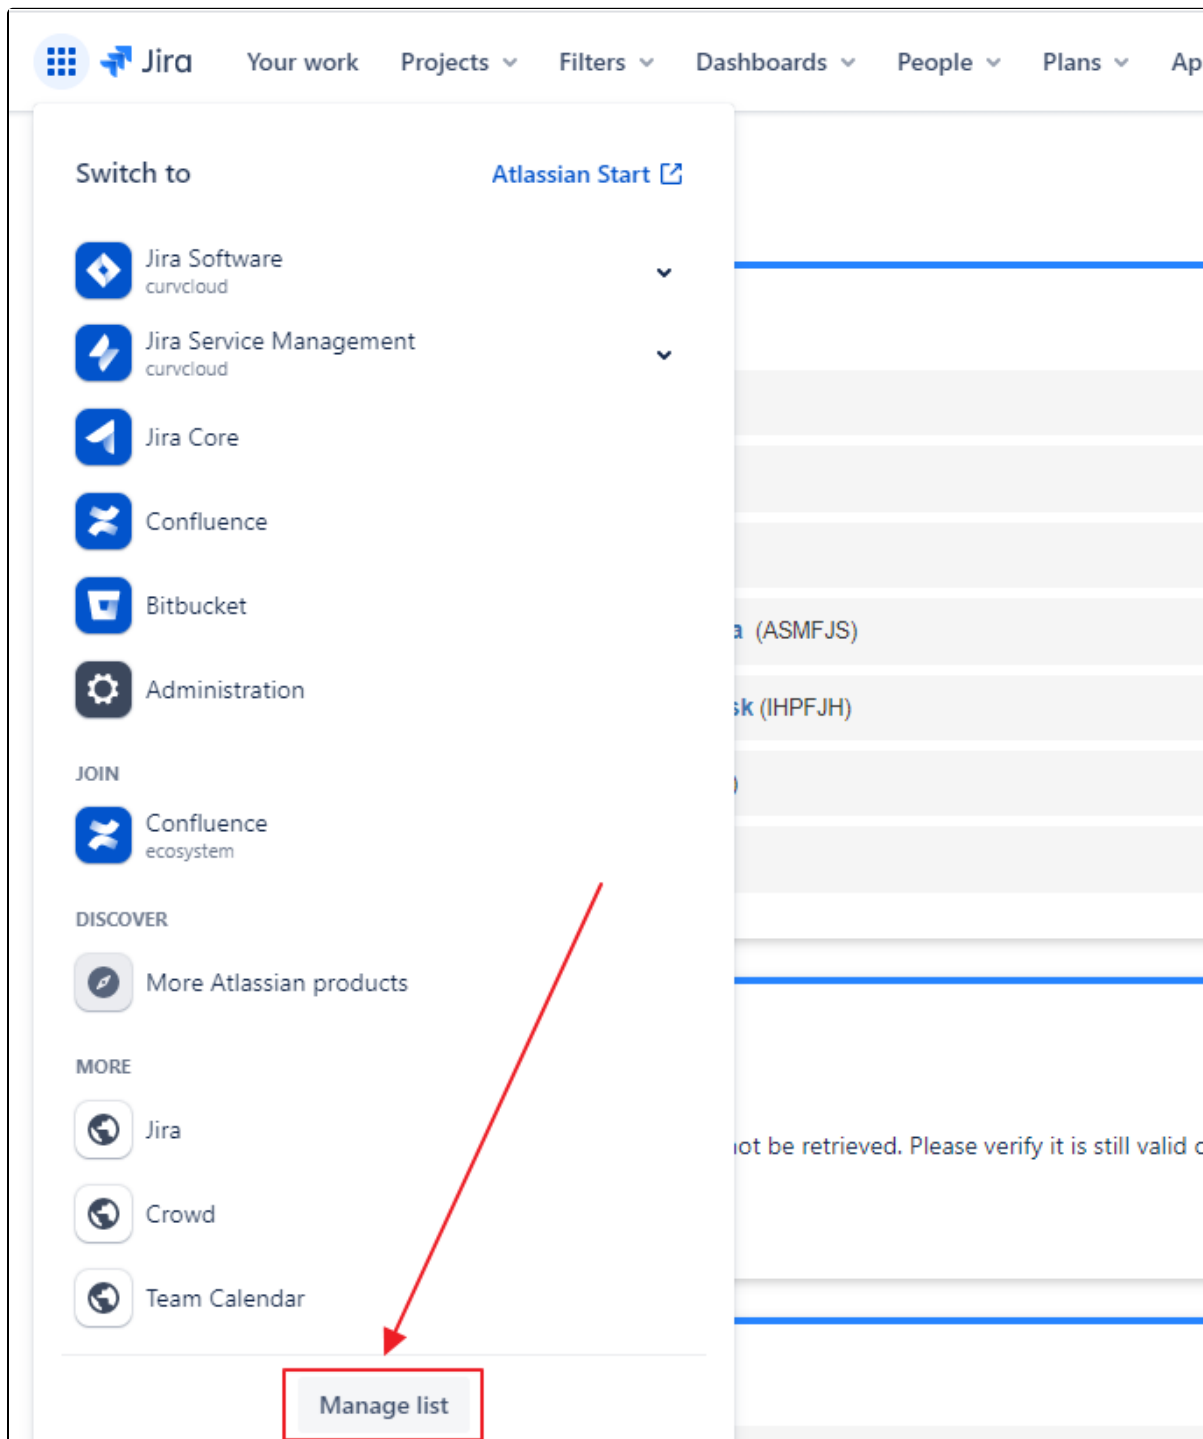 Jira Your work Projects Filters Dashboards People Plans
Switch to Atlassian Start
Jira Software
curvcloud
Jira Service Management
curvcloud
Jira Core
Confluence
Bitbucket
Administration
JOIN
Confluence
ecosystem
DISCOVER
More Atlassian products
MORE
Jira
Crowd
Team Calendar
Manage list
a (ASMFJS)
sk (IHPFJH)
)
not be retrieved. Please verify it is still valid